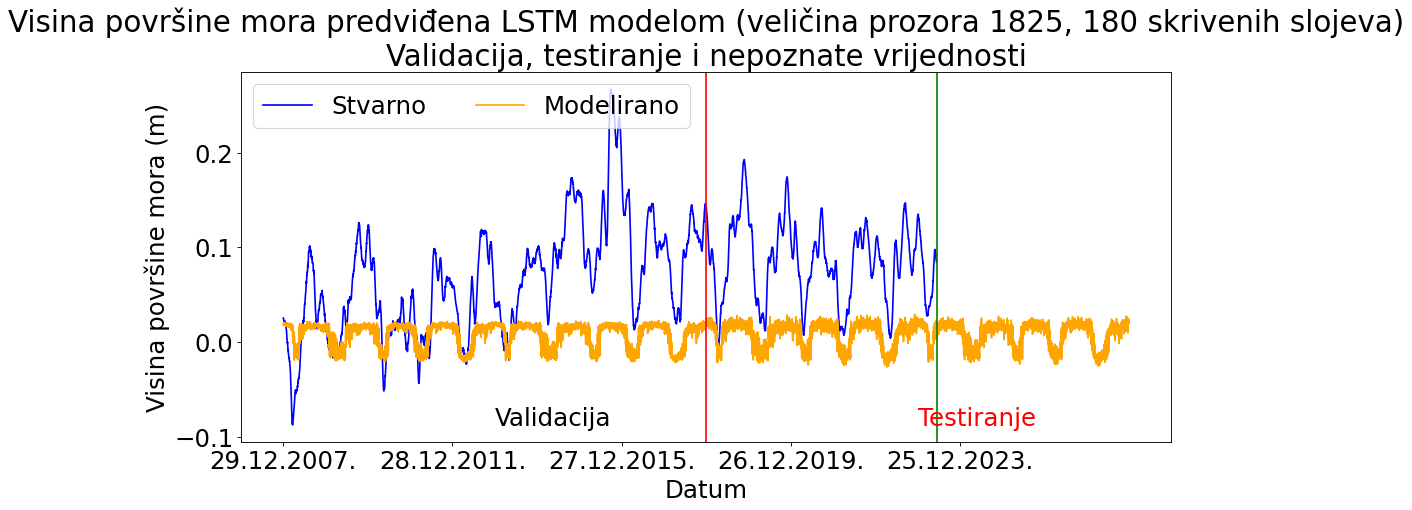 Visina površine mora predviđena LSTM modelom (veličina prozora 1825, 180 skrivenih slojeva)
Validacija, testiranje i nepoznate vrijednosti
Stvarno Modelirano
Visina površine mora (m)
0.2
0.1
0.0
−0.1
Validacija Testiranje
29.12.2007. 28.12.2011. 27.12.2015. 26.12.2019. 25.12.2023.
Datum